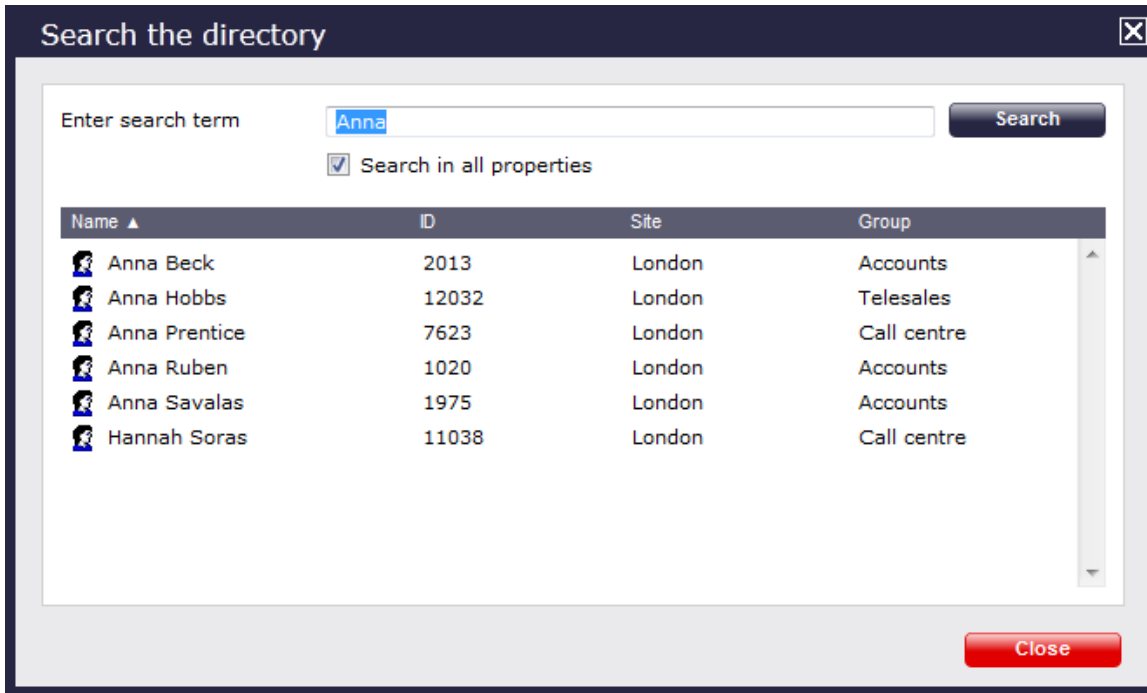 Search the directory
Enter search term Anna Search
Search in all properties
Name ▲ ID Site Group
Anna Beck 2013 London Accounts
Anna Hobbs 12032 London Telesales
Anna Prentice 7623 London Call centre
Anna Ruben 1020 London Accounts
Anna Savalas 1975 London Accounts
Hannah Soras 11038 London Call centre
Close